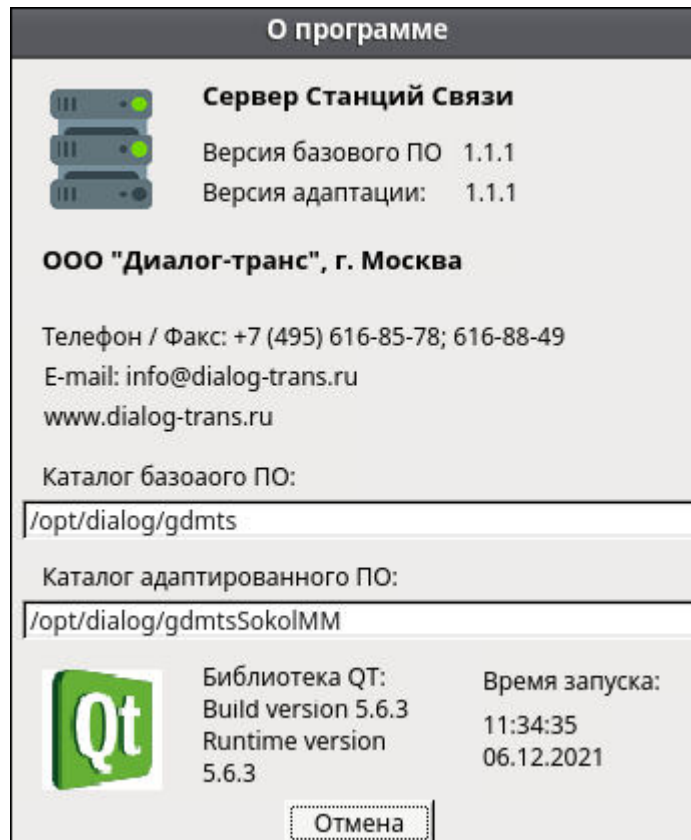 О программе
Сервер Станций Связи
Версия базового ПО 1.1.1
Версия адаптации: 1.1.1
ООО "Диалог-транс", г. Москва
Телефон / Факс: +7 (495) 616-85-78; 616-88-49
E-mail: info@dialog-trans.ru
www.dialog-trans.ru
Каталог базоаого ПО:
/opt/dialog/gdmts
Каталог адаптированного ПО:
/opt/dialog/gdmtsSokolMM
Qt
Библиотека QT:
Build version 5.6.3
Runtime version
5.6.3
Время запуска:
11:34:35
06.12.2021
Отмена